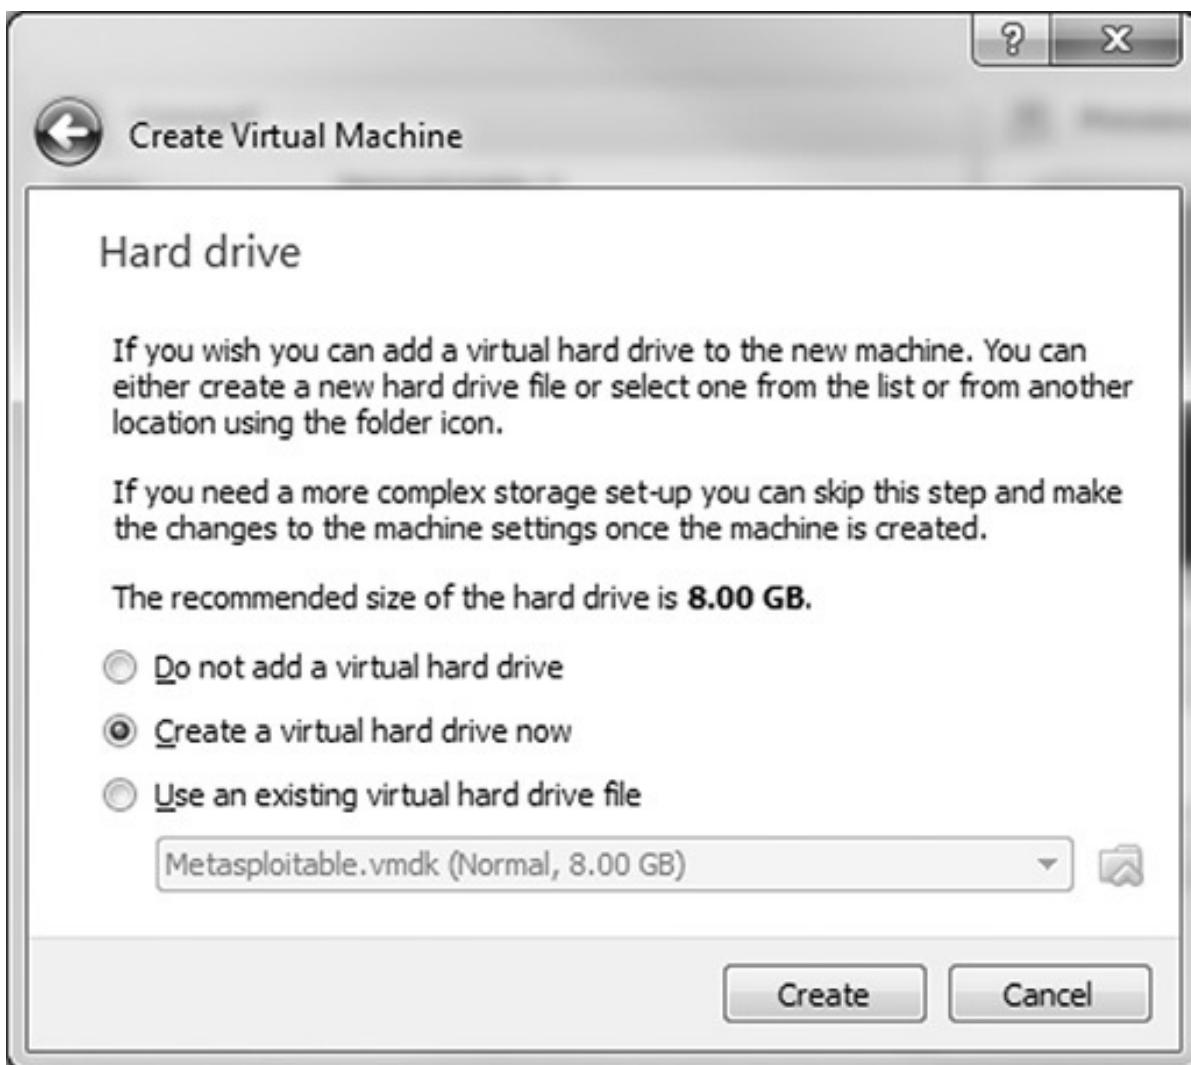 ?
Create Virtual Machine
Hard drive
If you wish you can add a virtual hard drive to the new machine. You can
either create a new hard drive file or select one from the list or from another
location using the folder icon.
If you need a more complex storage set-up you can skip this step and make
the changes to the machine settings once the machine is created.
The recommended size of the hard drive is 8.00 GB.
Do not add a virtual hard drive
Create a virtual hard drive now
Use an existing virtual hard drive file
Metasploitable.vmdk (Normal, 8.00 GB)
Create
Cancel